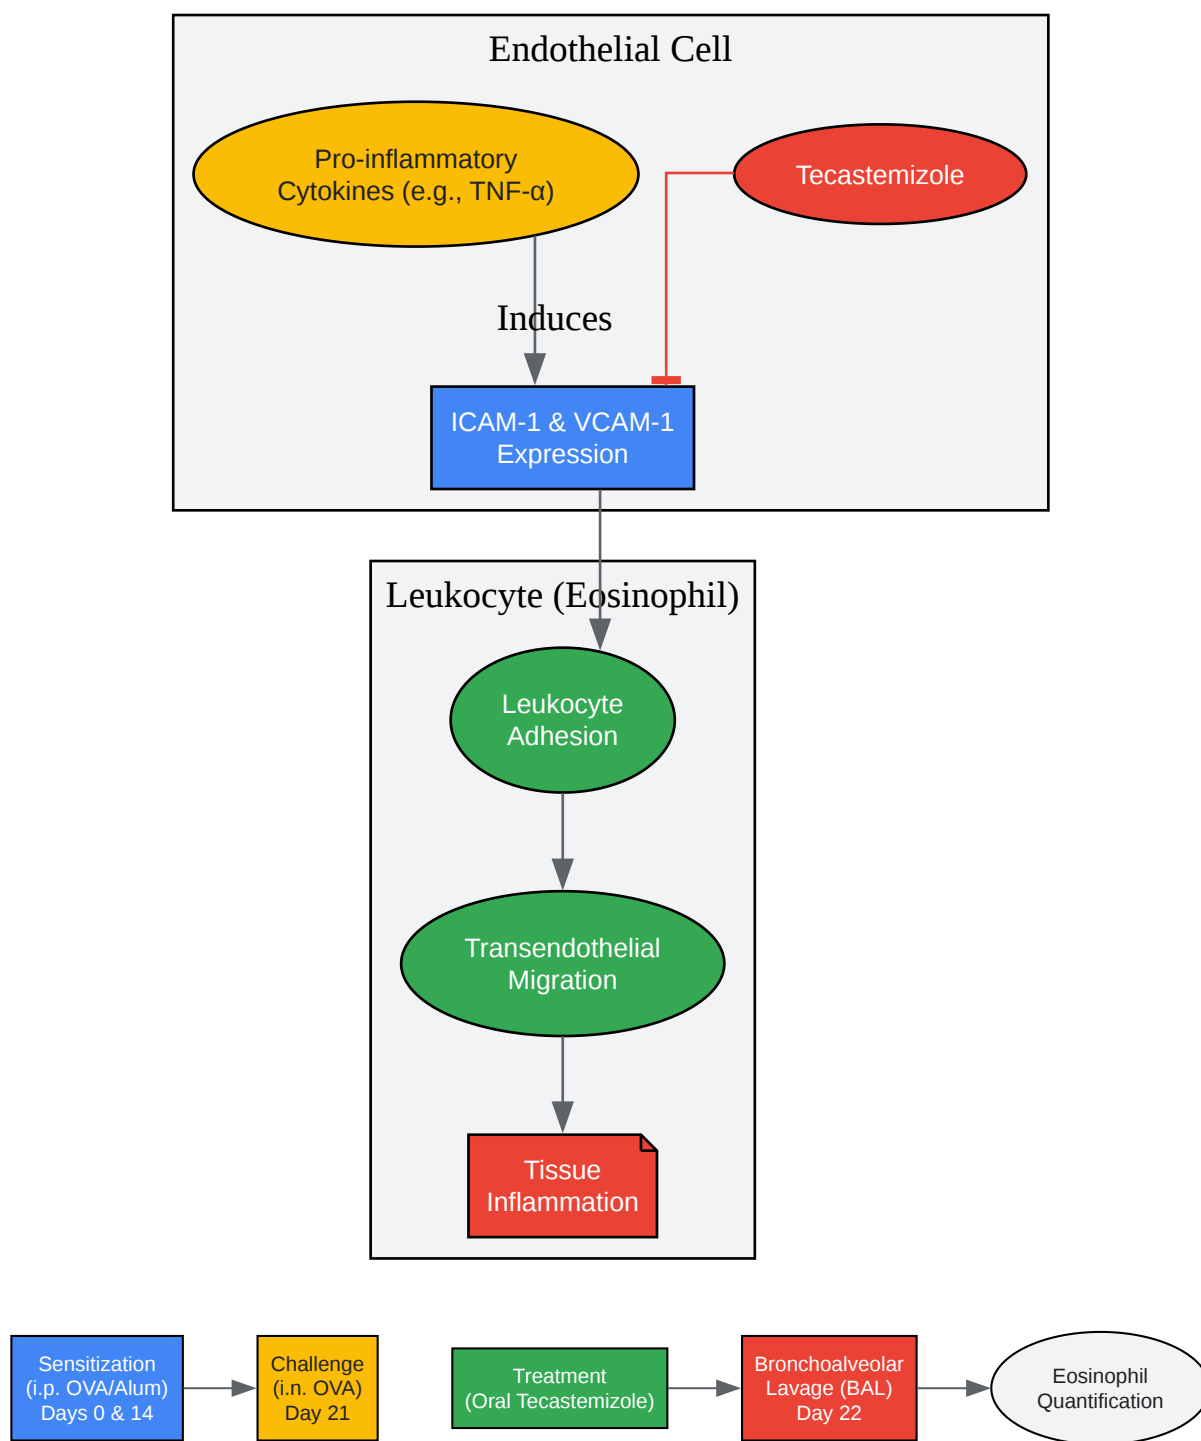 Endothelial Cell
Pro-inflammatory
Cytokines (e.g., TNF-α)
Tecastemizole
Induces
ICAM-1 & VCAM-1
Expression
Leukocyte (Eosinophil)
Leukocyte
Adhesion
Transendothelial
Migration
Tissue
Inflammation
Sensitization
(i.p. OVA/Alum)
Days 0 & 14
Challenge
(i.n. OVA)
Day 21
Treatment
(Oral Tecastemizole)
Bronchoalveolar
Lavage (BAL)
Day 22
Eosinophil
Quantification